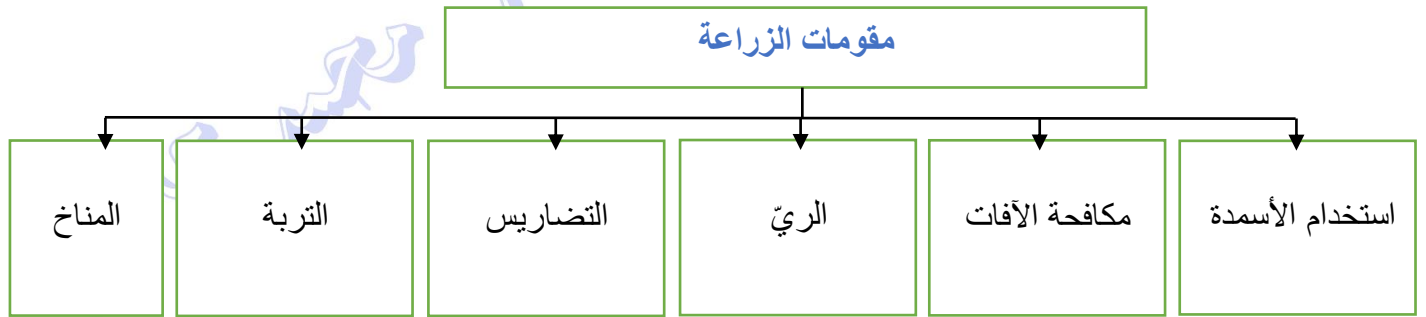 مقومات الزراعة
استخدام الأسمدة
مكافحة الآفات
الريّ
التضاريس
التربة
المناخ